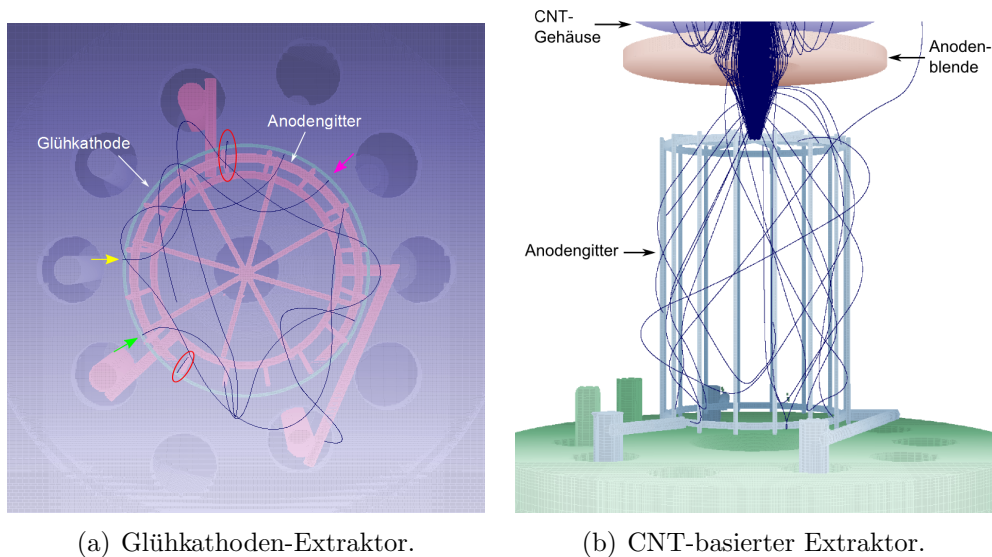 Glühkathode
Anodengitter
CNT-
Gehäuse
Anoden-
blende
Anodengitter
(a) Glühkathoden-Extraktor.
(b) CNT-basierter Extraktor.